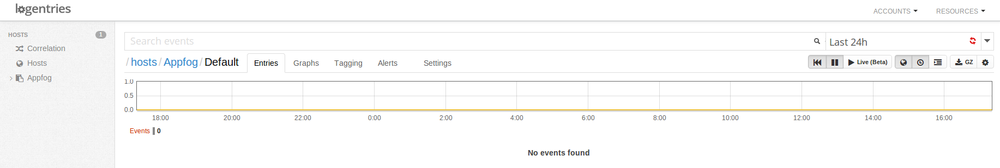 logentries
ACCOUNTS RESOURCES
HOSTS 1
Correlation
Hosts
Appfog
Search events Last 24h
/ hosts / Appfog / Default Entries Graphs Tagging Alerts Settings Live (Beta) GZ
1.0
0.5
0.0
18:00 20:00 22:00 0:00 2:00 4:00 6:00 8:00 10:00 12:00 14:00 16:00
Events 0
No events found